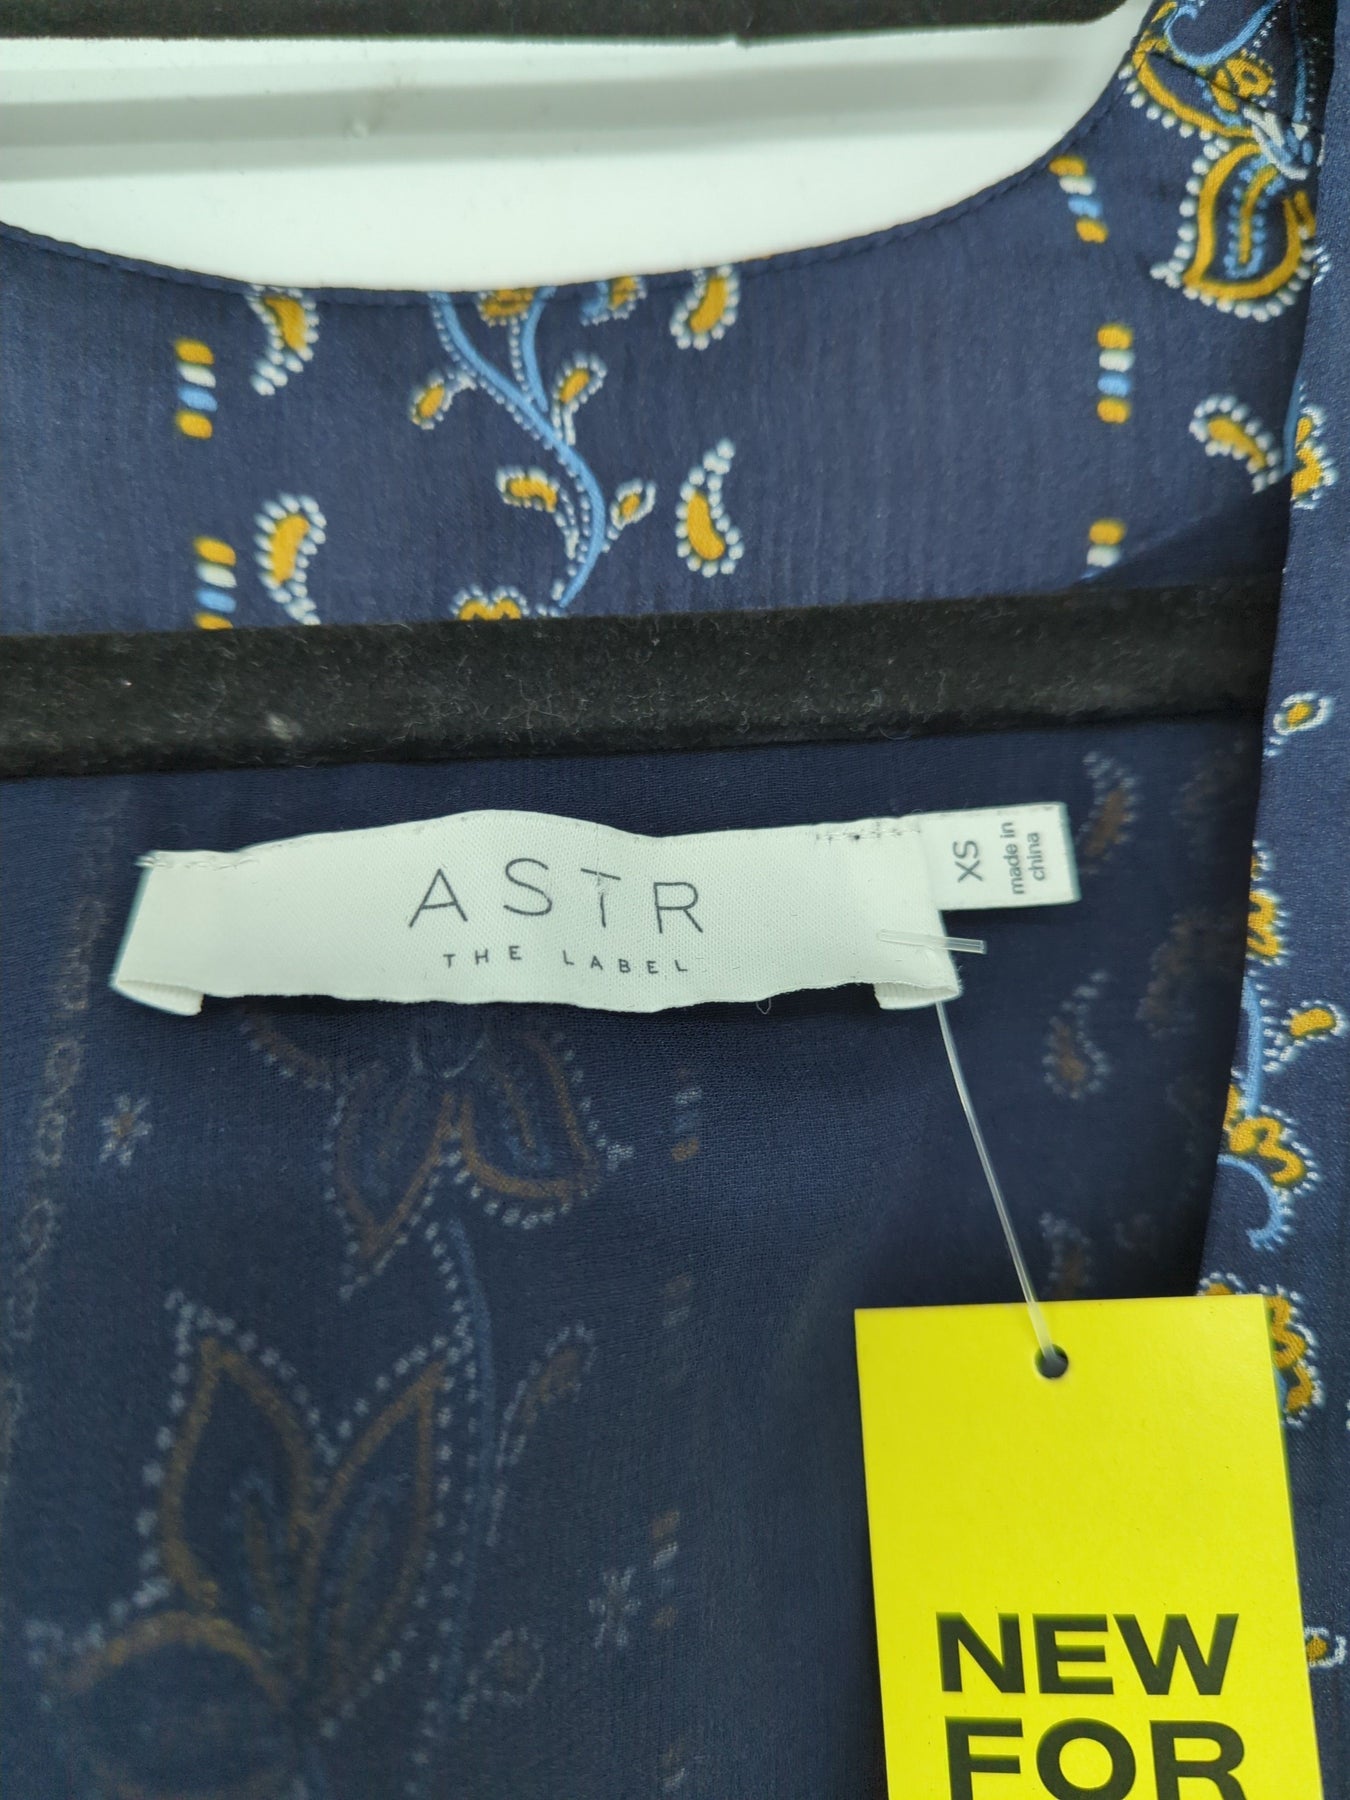 ASTR
THE LABEL
XS
made in
china
NEW
FOR